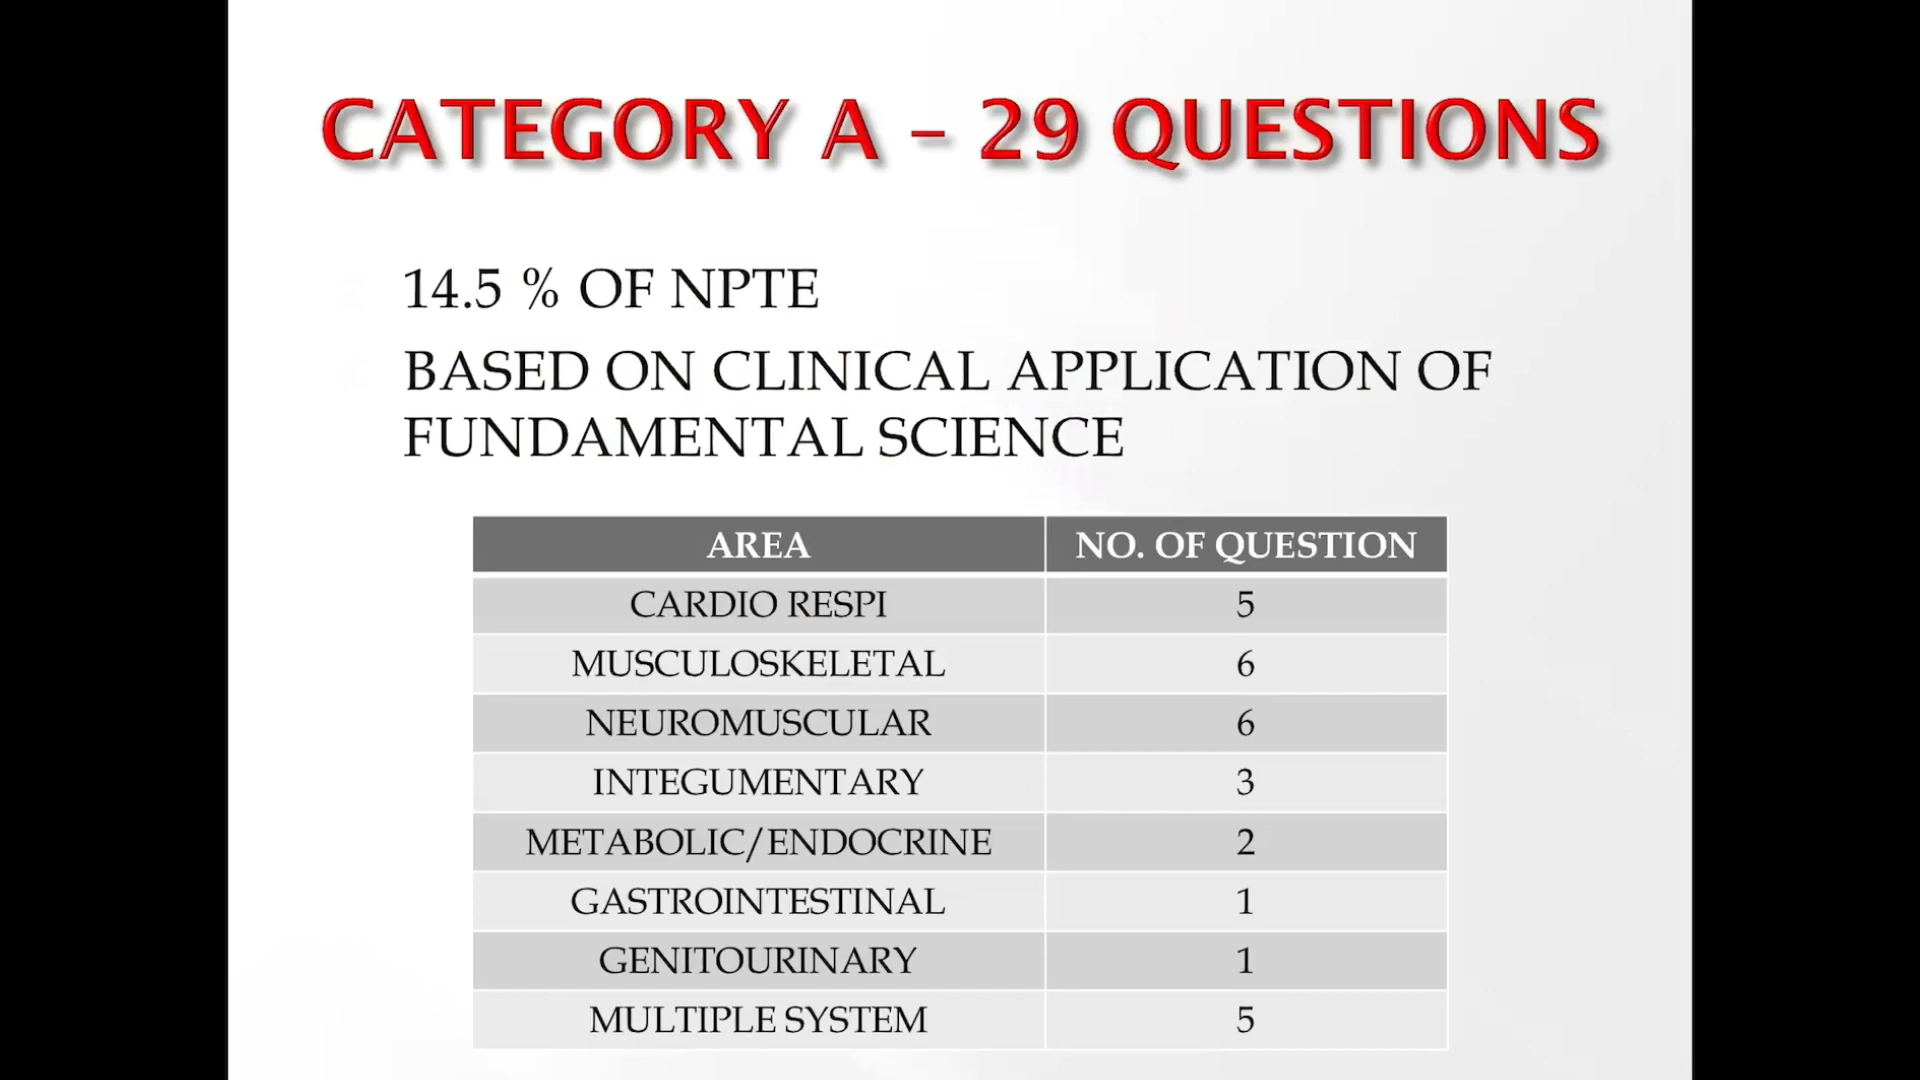 CATEGORY A – 29 QUESTIONS
14.5 % OF NPTE
BASED ON CLINICAL APPLICATION OF
FUNDAMENTAL SCIENCE
AREA NO. OF QUESTION
CARDIO RESPI 5
MUSCULOSKELETAL 6
NEUROMUSCULAR 6
INTEGUMENTARY 3
METABOLIC/ENDOCRINE 2
GASTROINTESTINAL 1
GENITOURINARY 1
MULTIPLE SYSTEM 5